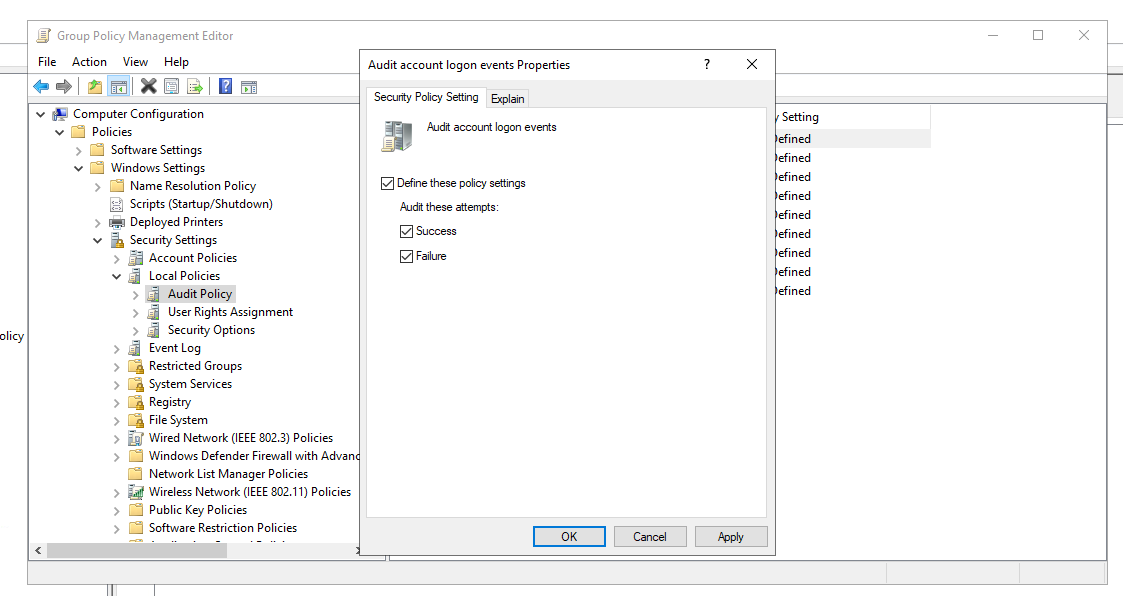 Group Policy Management Editor
File Action View Help
Computer Configuration
Policies
Software Settings
Windows Settings
Name Resolution Policy
Scripts (Startup/Shutdown)
Deployed Printers
Security Settings
Account Policies
Local Policies
Audit Policy
User Rights Assignment
Security Options
Event Log
Restricted Groups
System Services
Registry
File System
Wired Network (IEEE 802.3) Policies
Windows Defender Firewall with Advanc
Network List Manager Policies
Wireless Network (IEEE 802.11) Policies
Public Key Policies
Software Restriction Policies
olicy
Audit account logon events Properties
?
Security Policy Setting Explain
Audit account logon events
Define these policy settings
Audit these attempts:
Success
Failure
OK Cancel Apply
y Setting
Defined
Defined
Defined
Defined
Defined
Defined
Defined
Defined
Defined